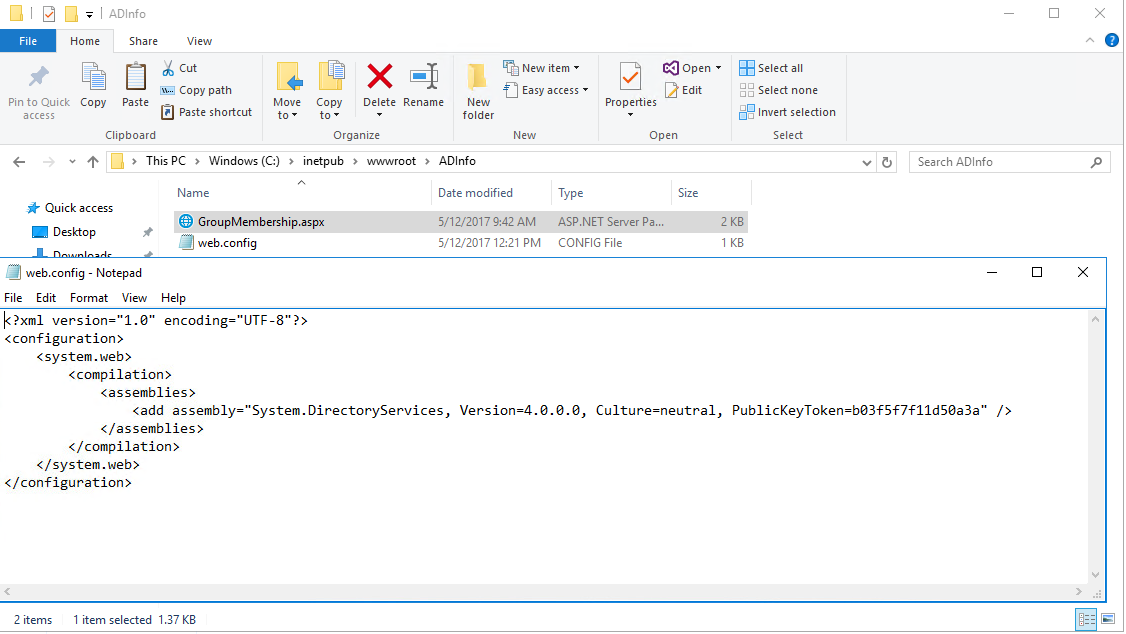 ADInfo
File Home Share View
Pin to Quick access
Copy
Paste
Cut
Copy path
Paste shortcut
Clipboard
Move to
Copy to
Delete
Rename
Organize
New folder
New item
Easy access
New
Properties
Open
Edit
Open
Select all
Select none
Invert selection
Select
This PC > Windows (C:) > inetpub > wwwroot > ADInfo
Search ADInfo
Quick access
Desktop
Downloads
Name Date modified Type Size
GroupMembership.aspx 5/12/2017 9:42 AM ASP.NET Server Pa... 2 KB
web.config 5/12/2017 12:21 PM CONFIG File 1 KB
web.config - Notepad
File Edit Format View Help
<?xml version="1.0" encoding="UTF-8"?>
<configuration>
    <system.web>
        <compilation>
            <assemblies>
                <add assembly="System.DirectoryServices, Version=4.0.0.0, Culture=neutral, PublicKeyToken=b03f5f7f11d50a3a" />
            </assemblies>
        </compilation>
    </system.web>
</configuration>
2 items 1 item selected 1.37 KB